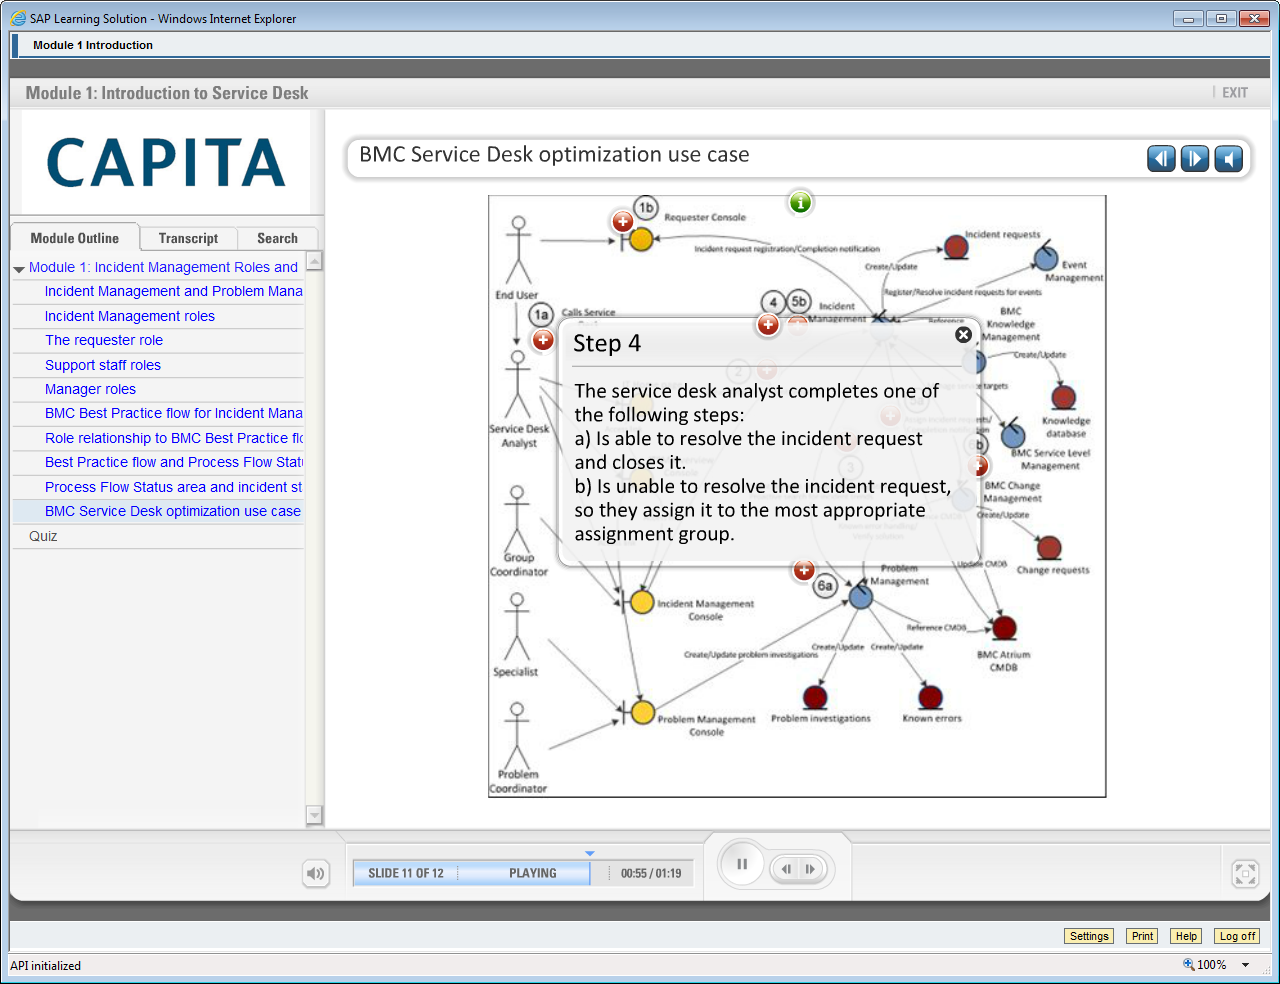 SAP Learning Solution - Windows Internet Explorer
Module 1 Introduction
Module 1: Introduction to Service Desk
EXIT
CAPITA
BMC Service Desk optimization use case
Module Outline
Transcript
Search
Module 1: Incident Management Roles and
Incident Management and Problem Mana
Incident Management roles
The requester role
Support staff roles
Manager roles
BMC Best Practice flow for Incident Mana
Role relationship to BMC Best Practice flo
Best Practice flow and Process Flow Stat
Process Flow Status area and incident st
BMC Service Desk optimization use case
Quiz
1b
Requester Console
Incident requests
Incident request registration/Completion notification
Create/Update
Event
Management
End User
Register/Resolve incident requests for events
1a
Calls Service
4
5b
Incident
Management
Reference
BMC
Knowledge
Management
Create/Update
Step 4
The service desk analyst completes one of
the following steps:
a) Is able to resolve the incident request
and closes it.
b) Is unable to resolve the incident request,
so they assign it to the most appropriate
assignment group.
2
3
targets
Knowledge
database
Service Desk
Analyst
BMC Service Level
Management
BMC Change
Management
Create/Update
Change requests
Group
Coordinator
Update CMDB
Problem
Management
6a
Incident Management
Console
Reference CMDB
BMC Atrium
CMDB
Create/Update
Create/Update
Create/Update problem investigations
Specialist
Problem Management
Console
Problem investigations
Known errors
Problem
Coordinator
SLIDE 11 OF 12
PLAYING
00:55 / 01:19
Settings
Print
Help
Log off
API initialized
100%